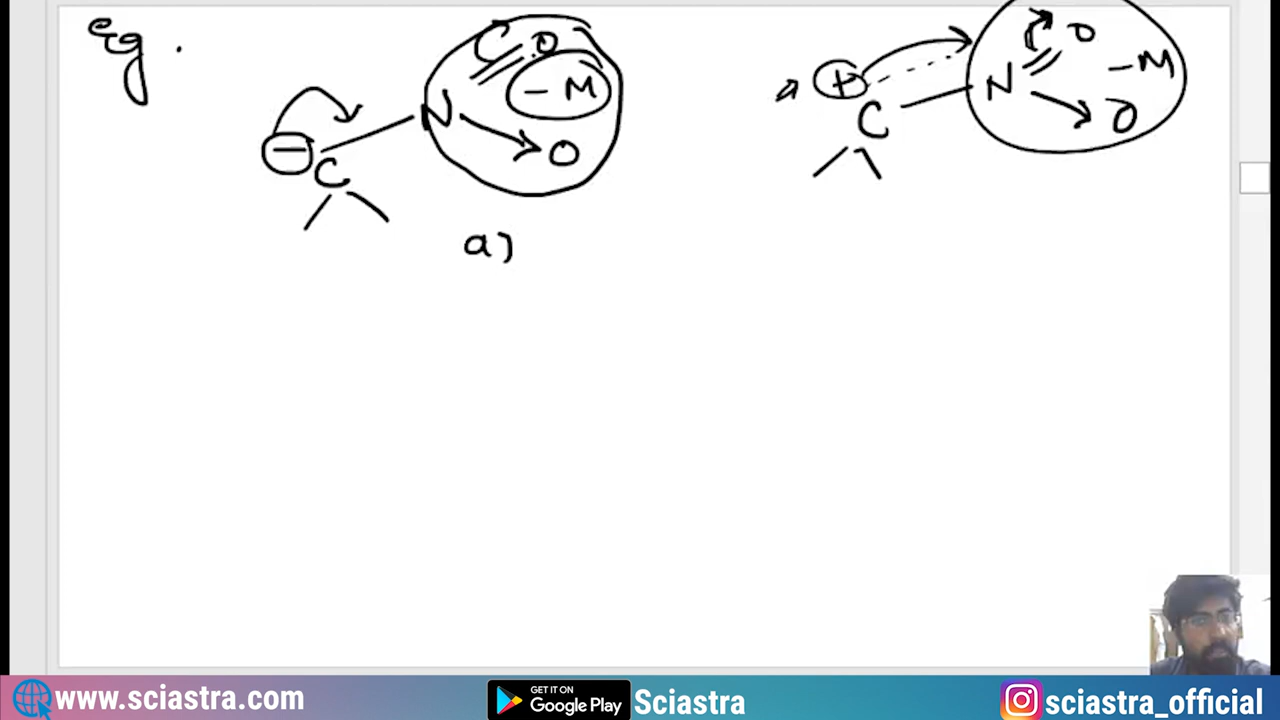 Eg.
O
- M
N
O
⊖
C
a)
O
- M
⊕
N
O
C
www.sciastra.com
GET IT ON
Google Play
Sciastra
sciastra_official